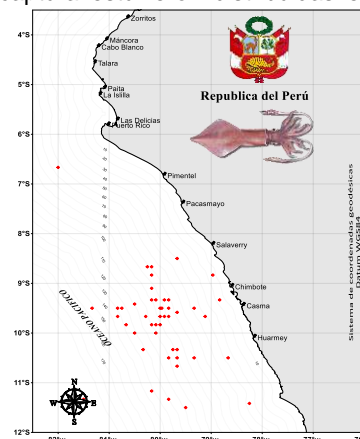 4°S
5°S
6°S
7°S
8°S
9°S
10°S
11°S
12°S
Zorritos
Máncora
Cabo Blanco
Talara
Paita
La Islilla
Las Delicias
Puerto Rico
Pimentel
Pacasmayo
Salaverry
Chimbote
Casma
Huarmey
Republica del Perú
OCEANO PACIFICO
Sistema de coordenadas geodésicas
Datum WGS84
N
W
E
S